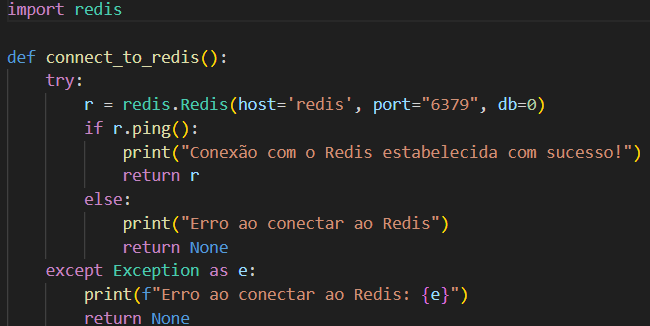 import redis

def connect_to_redis():
    try:
        r = redis.Redis(host='redis', port="6379", db=0)
        if r.ping():
            print("Conexão com o Redis estabelecida com sucesso!")
            return r
        else:
            print("Erro ao conectar ao Redis")
            return None
    except Exception as e:
        print(f"Erro ao conectar ao Redis: {e}")
        return None